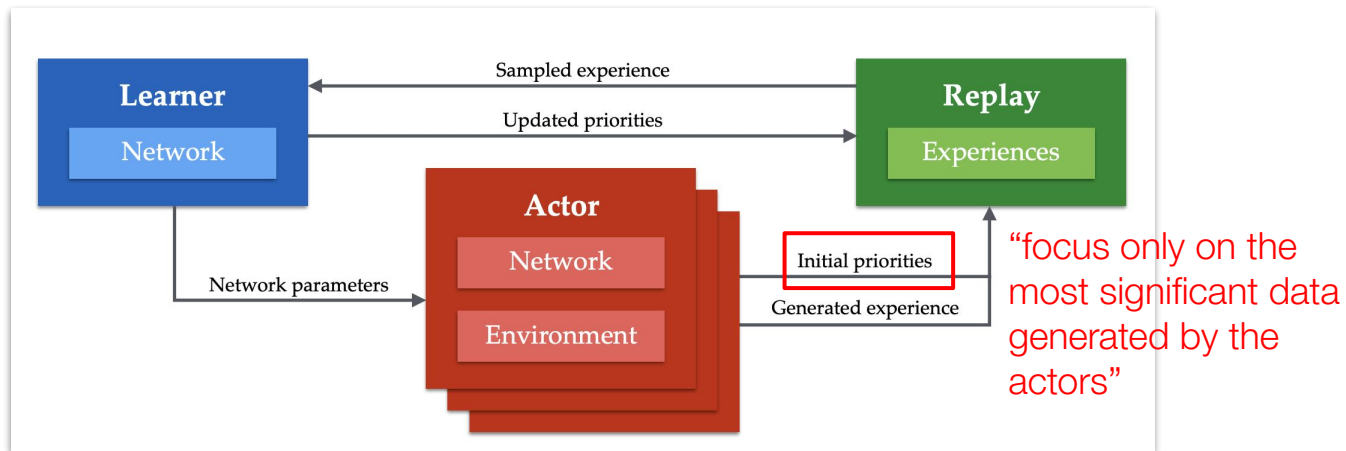 Sampled experience
Learner
Replay
Updated priorities
Network
Experiences
Actor
Network
Initial priorities
Network parameters
Generated experience
Environment
“focus only on the
most significant data
generated by the
actors”